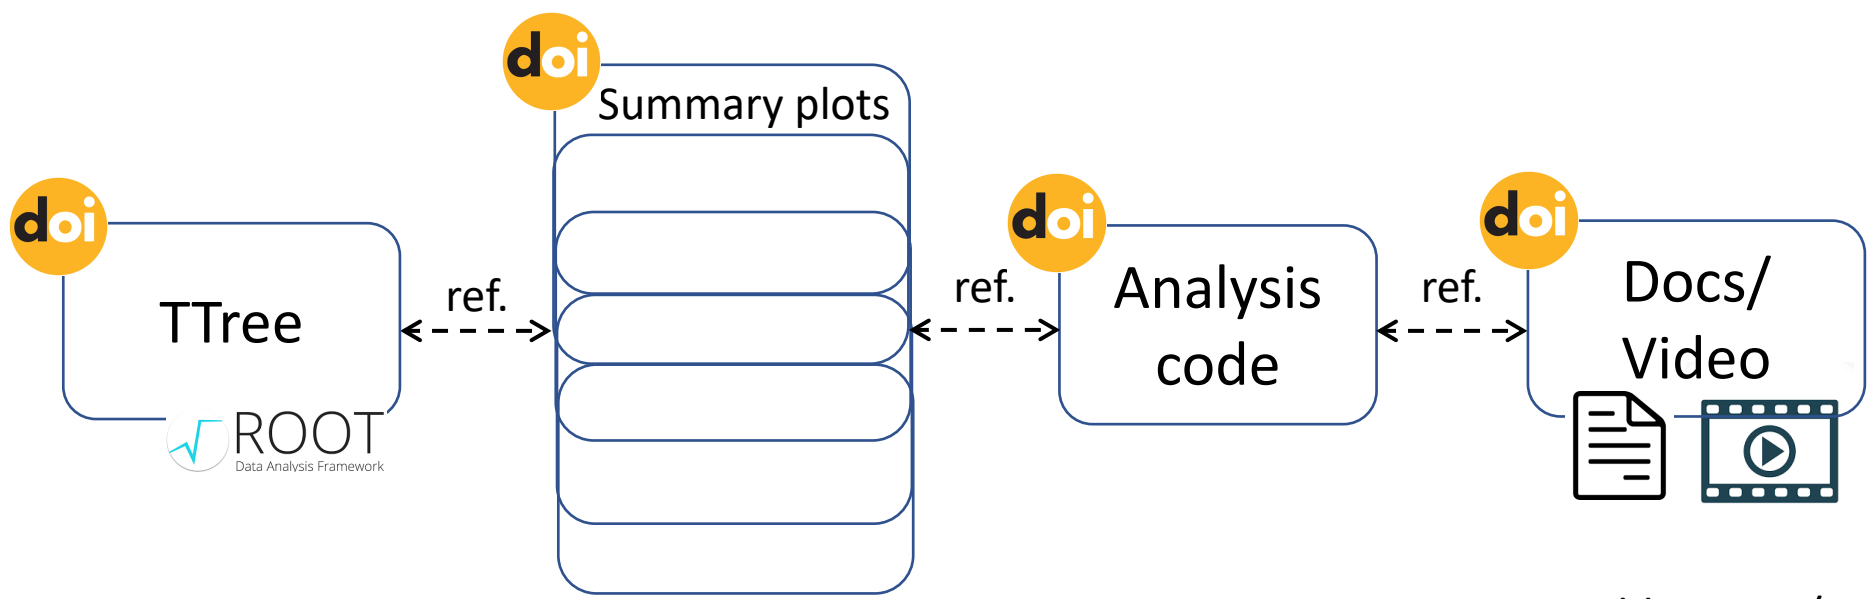 doi
Summary plots
doi
TTree
ROOT
Data Analysis Framework
ref.
ref.
doi
Analysis
code
ref.
doi
Docs/
Video